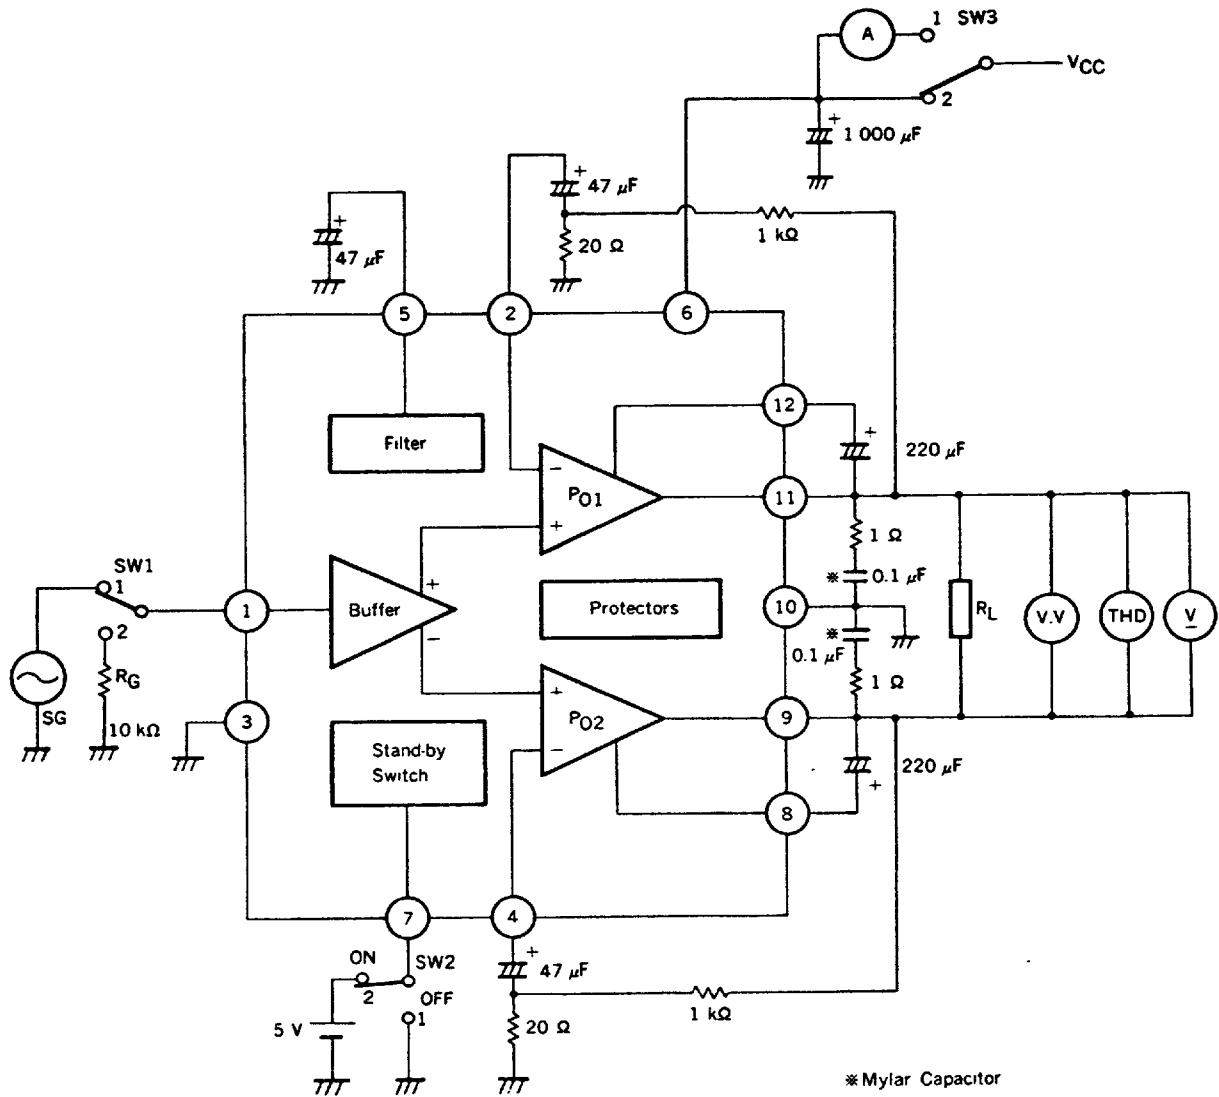 A
1 SW3
VCC
2
+
1 000 µF
+
47 µF
+
47 µF
20 Ω
1 kΩ
5
2
6
12
Filter
+
220 µF
−
PO1
11
+
1 Ω
SW1
1
※ 0.1 µF
+
Buffer
−
1
Protectors
10
RL
V.V
THD
V
2
※
0.1 µF
RG
SG
10 kΩ
3
1 Ω
+
PO2
−
9
Stand-by
Switch
220 µF
+
8
7
4
ON
SW2
+
47 µF
2
OFF
1
5 V
20 Ω
1 kΩ
※Mylar Capacitor